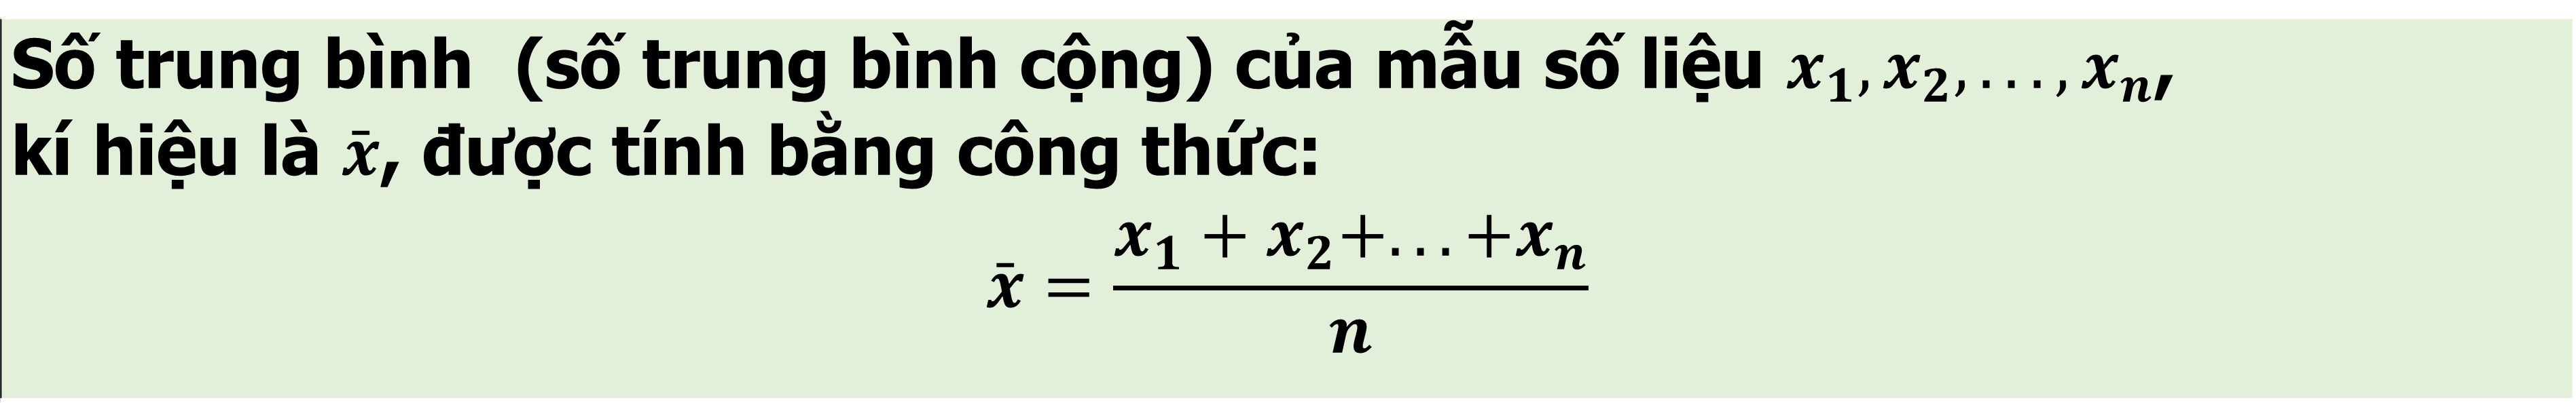 Số trung bình (số trung bình cộng) của mẫu số liệu x₁, x₂, . . . , xₙ,
kí hiệu là x̄, được tính bằng công thức:
x̄ = (x₁ + x₂+. . . +xₙ) / n